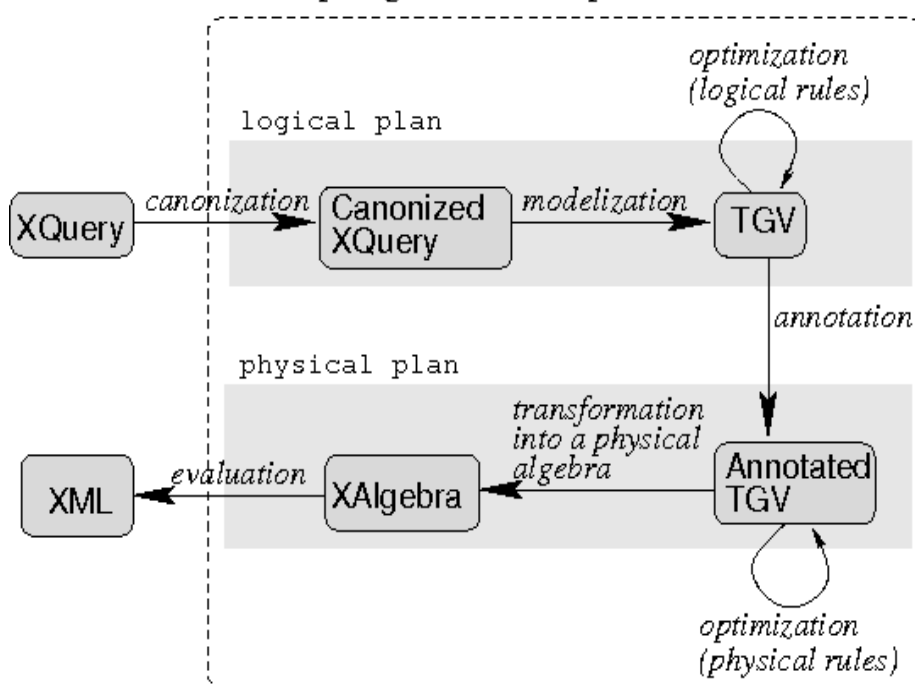 optimization
(logical rules)
logical plan
canonization
modelization
XQuery
Canonized
XQuery
TGV
annotation
physical plan
transformation
into a physical
algebra
evaluation
XML
XAlgebra
Annotated
TGV
optimization
(physical rules)